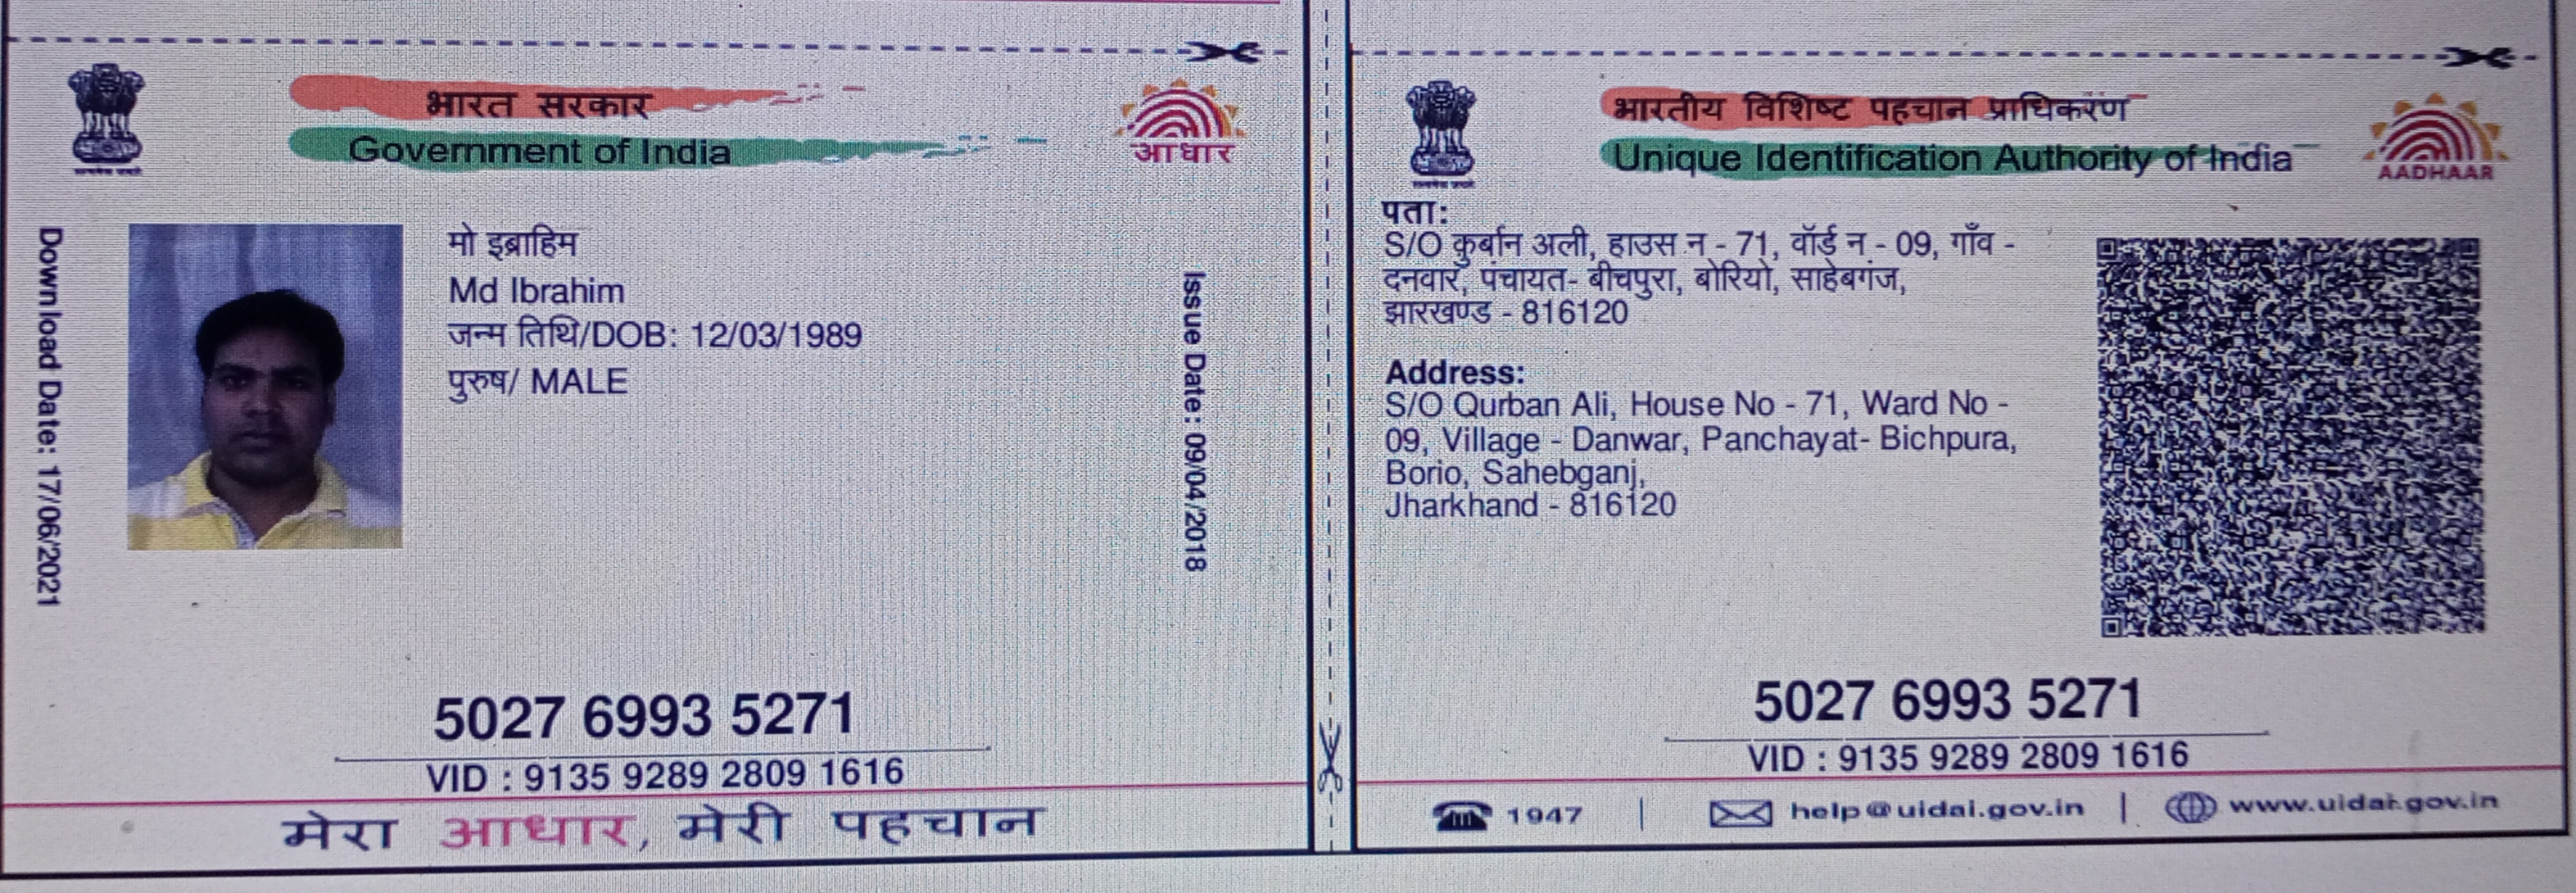 भारत सरकार
Government of India
आधार
Download Date: 17/06/2021
मो इब्राहिम
Md Ibrahim
जन्म तिथि/DOB: 12/03/1989
पुरुष/ MALE
Issue Date: 09/04/2018
5027 6993 5271
VID : 9135 9289 2809 1616
मेरा आधार, मेरी पहचान
भारतीय विशिष्ट पहचान प्राधिकरण
Unique Identification Authority of India
AADHAAR
पता:
S/O कुर्बान अली, हाउस न - 71, वॉर्ड न - 09, गाँव -
दनवार, पंचायत- बीचपुरा, बोरियो, साहेबगंज,
झारखण्ड - 816120
Address:
S/O Qurban Ali, House No - 71, Ward No -
09, Village - Danwar, Panchayat- Bichpura,
Borio, Sahebganj,
Jharkhand - 816120
5027 6993 5271
VID : 9135 9289 2809 1616
1947 | help@uidai.gov.in | www.uidai.gov.in